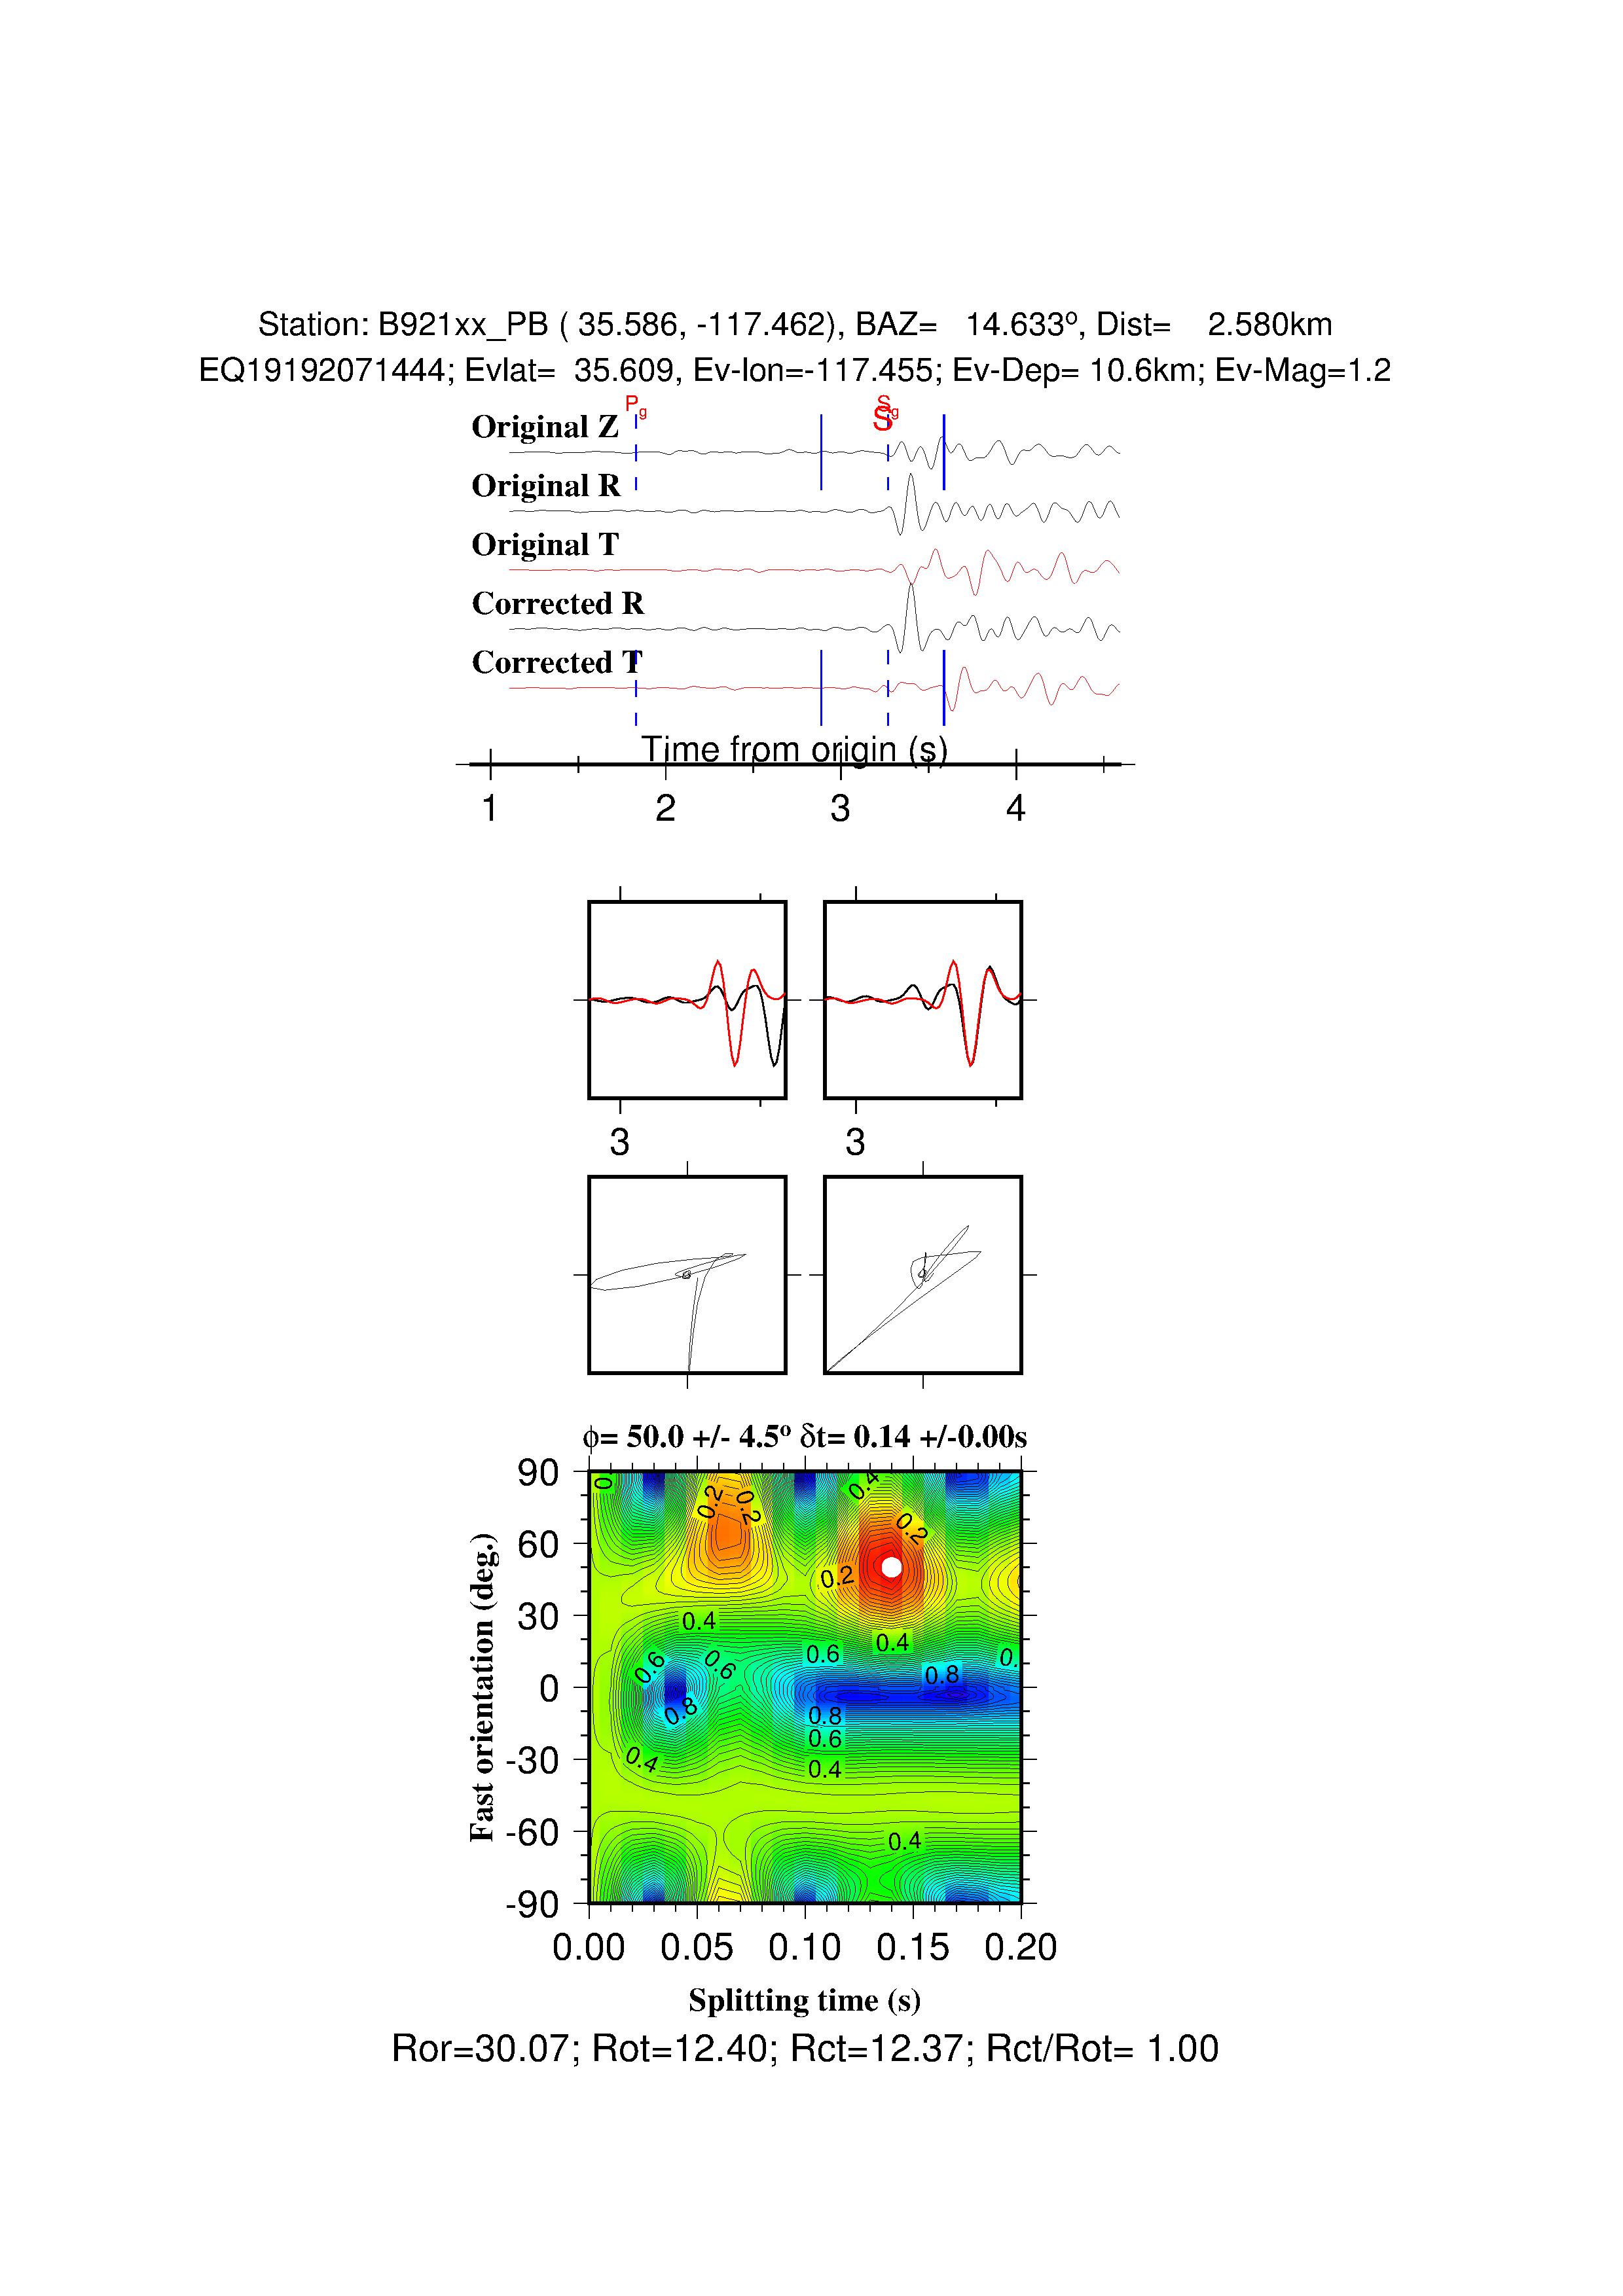 Station: B921xx_PB ( 35.586, -117.462), BAZ= 14.633º, Dist= 2.580km
EQ19192071444; Evlat= 35.609, Ev-lon=-117.455; Ev-Dep= 10.6km; Ev-Mag=1.2
Pg Sg
S
Original Z
Original R
Original T
Corrected R
Corrected T
Time from origin (s)
1 2 3 4
3 3
ϕ= 50.0 +/- 4.5º δt= 0.14 +/-0.00s
90
60
30
0
-30
-60
-90
Fast orientation (deg.)
0.2 0.2 0.4
0.2
0.2
0.4 0.4
0.6 0.6 0.6
0.8 0.8
0.8
0.6
0.4 0.4
0.4
0.00 0.05 0.10 0.15 0.20
Splitting time (s)
Ror=30.07; Rot=12.40; Rct=12.37; Rct/Rot= 1.00